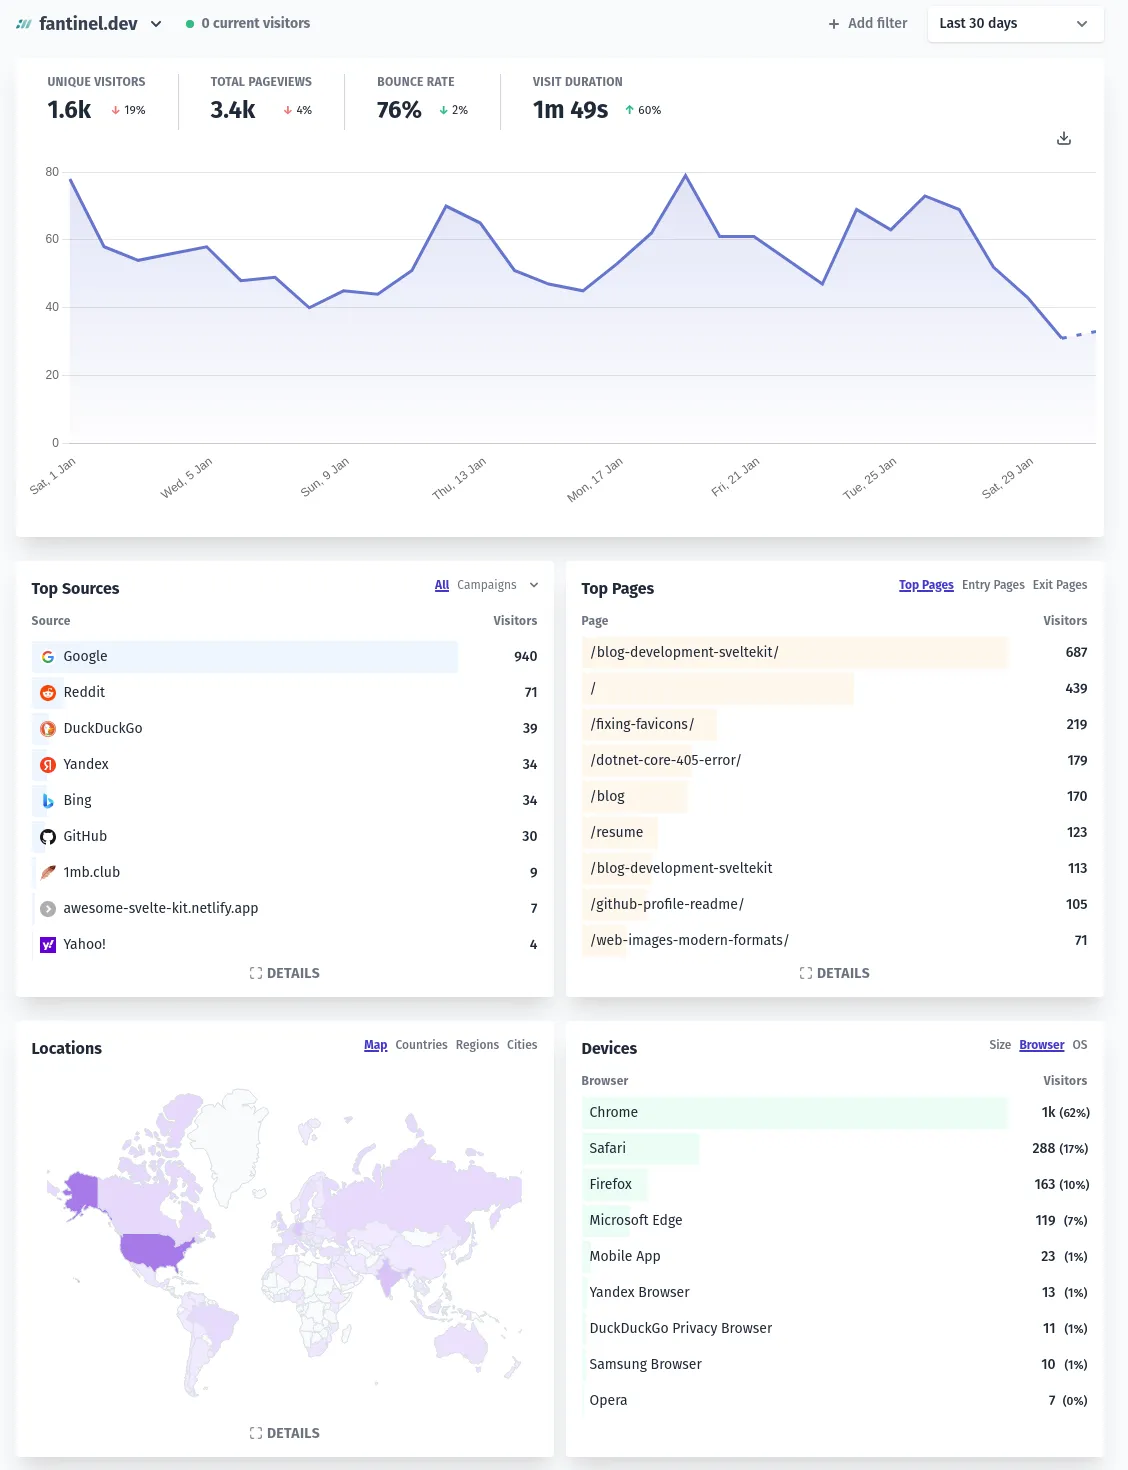 fantinel.dev
0 current visitors
Add filter
Last 30 days
UNIQUE VISITORS
1.6k 19%
TOTAL PAGEVIEWS
3.4k 4%
BOUNCE RATE
76% 2%
VISIT DURATION
1m 49s 60%
80
60
40
20
0
Sat, 1 Jan
Wed, 5 Jan
Sun, 9 Jan
Thu, 13 Jan
Mon, 17 Jan
Fri, 21 Jan
Tue, 25 Jan
Sat, 29 Jan
Top Sources
All Campaigns
Source Visitors
Google 940
Reddit 71
DuckDuckGo 39
Yandex 34
Bing 34
GitHub 30
1mb.club 9
awesome-svelte-kit.netlify.app 7
Yahoo! 4
DETAILS
Top Pages
Top Pages Entry Pages Exit Pages
Page Visitors
/blog-development-sveltekit/ 687
/ 439
/fixing-favicons/ 219
/dotnet-core-405-error/ 179
/blog 170
/resume 123
/blog-development-sveltekit 113
/github-profile-readme/ 105
/web-images-modern-formats/ 71
DETAILS
Locations
Map Countries Regions Cities
DETAILS
Devices
Size Browser OS
Browser Visitors
Chrome 1k (62%)
Safari 288 (17%)
Firefox 163 (10%)
Microsoft Edge 119 (7%)
Mobile App 23 (1%)
Yandex Browser 13 (1%)
DuckDuckGo Privacy Browser 11 (1%)
Samsung Browser 10 (1%)
Opera 7 (0%)